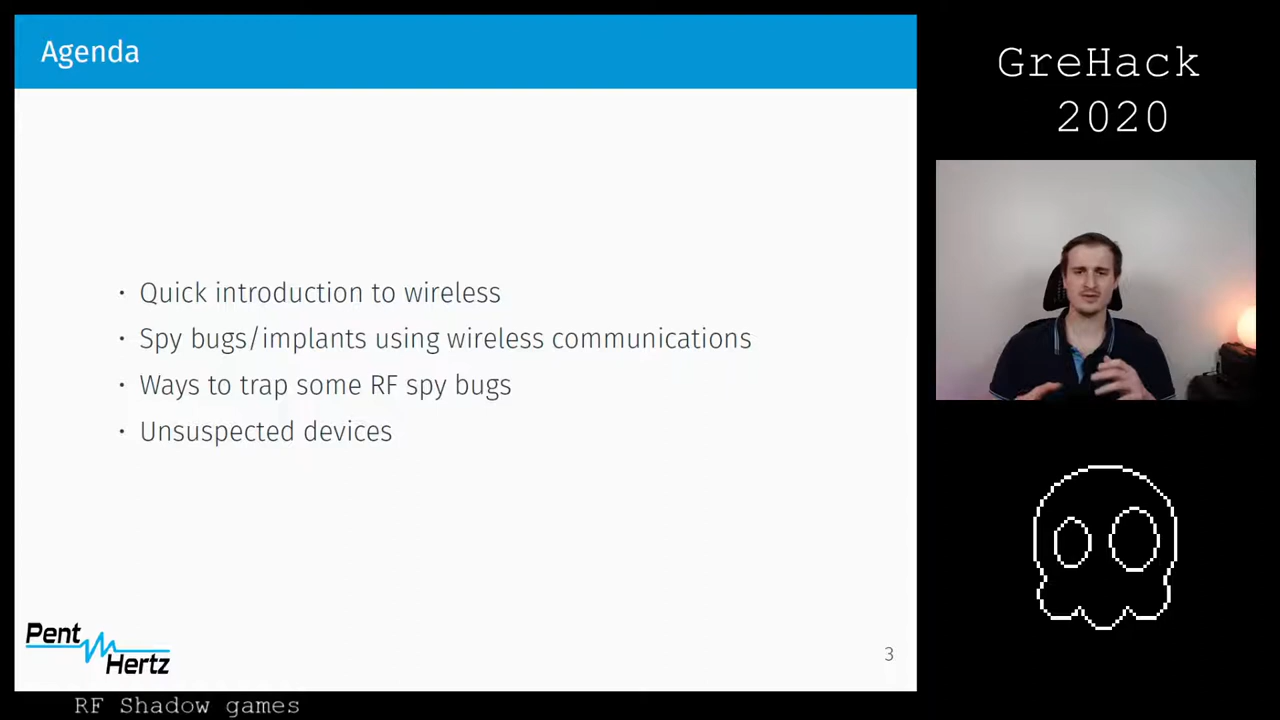 Agenda
GreHack
2020
• Quick introduction to wireless
• Spy bugs/implants using wireless communications
• Ways to trap some RF spy bugs
• Unsuspected devices
Pent
Hertz
3
RF Shadow games